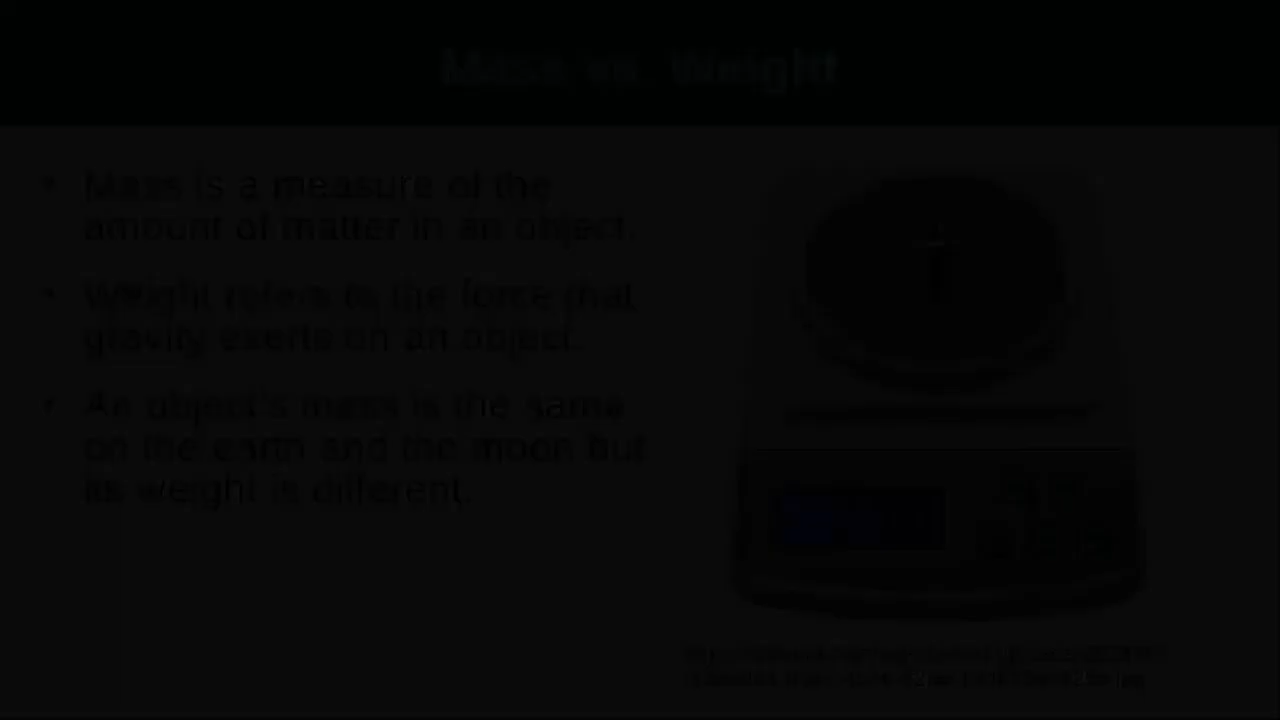 Mass vs. Weight
• Mass is a measure of the
amount of matter in an object.
• Weight refers to the force that
gravity exerts on an object.
• An object's mass is the same
on the earth and the moon but
its weight is different.